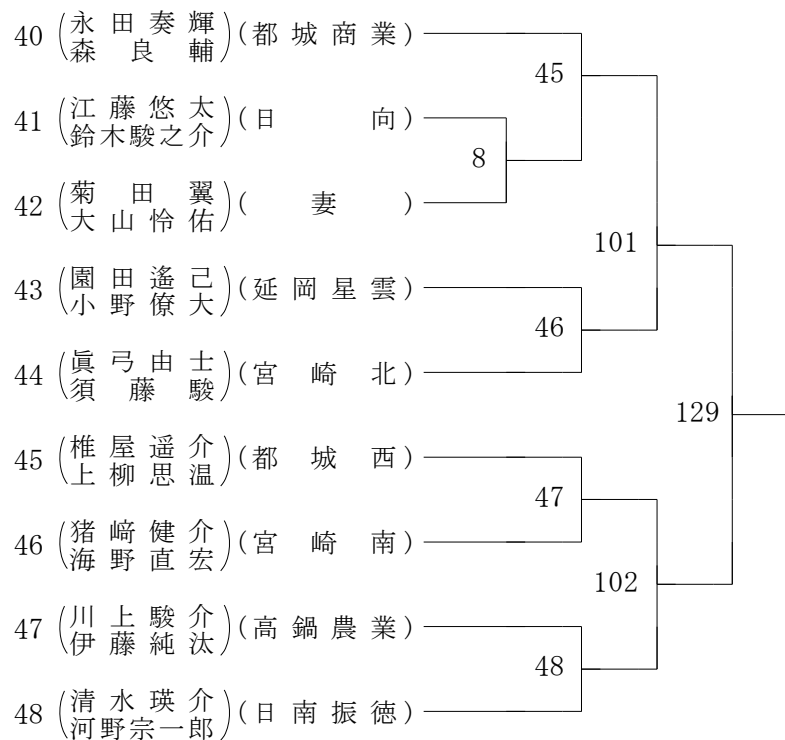 40 (永田奏輝 森良輔) (都城商業)
41 (江藤悠太 鈴木駿之介) (日向)
42 (菊田翼 大山怜佑) (妻)
43 (園田遙己 小野僚大) (延岡星雲)
44 (眞弓由士 須藤駿) (宮崎北)
45 (椎屋遥介 上柳思温) (都城西)
46 (猪﨑健介 海野直宏) (宮崎南)
47 (川上駿介 伊藤純汰) (高鍋農業)
48 (清水瑛介 河野宗一郎) (日南振徳)
45
8
101
46
129
47
102
48